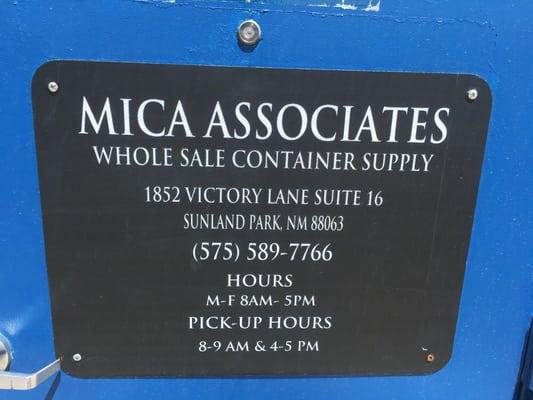 MICA ASSOCIATES
WHOLE SALE CONTAINER SUPPLY
1852 VICTORY LANE SUITE 16
SUNLAND PARK, NM 88063
(575) 589-7766
HOURS
M-F 8AM- 5PM
PICK-UP HOURS
8-9 AM & 4-5 PM